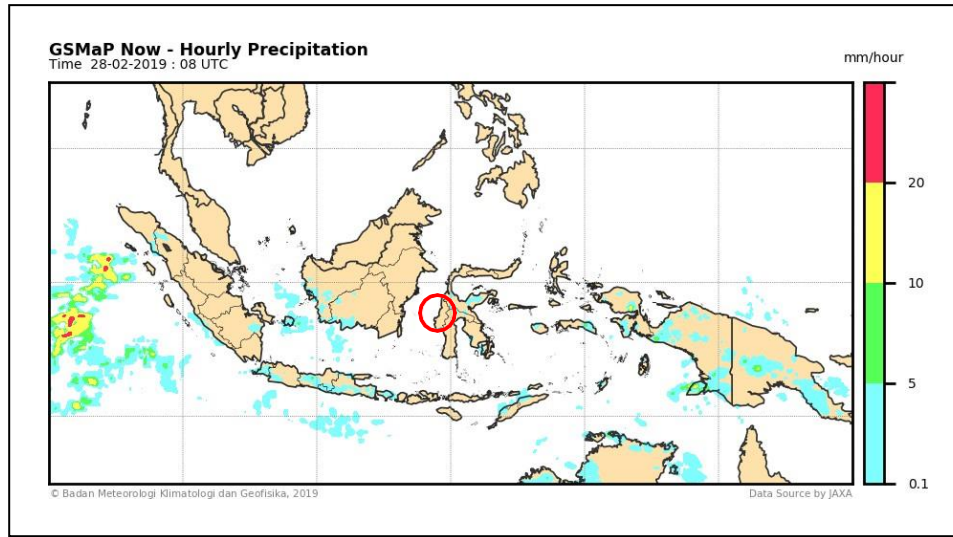 GSMaP Now - Hourly Precipitation
Time 28-02-2019 : 08 UTC
mm/hour
20
10
5
0.1
© Badan Meteorologi Klimatologi dan Geofisika, 2019
Data Source by JAXA